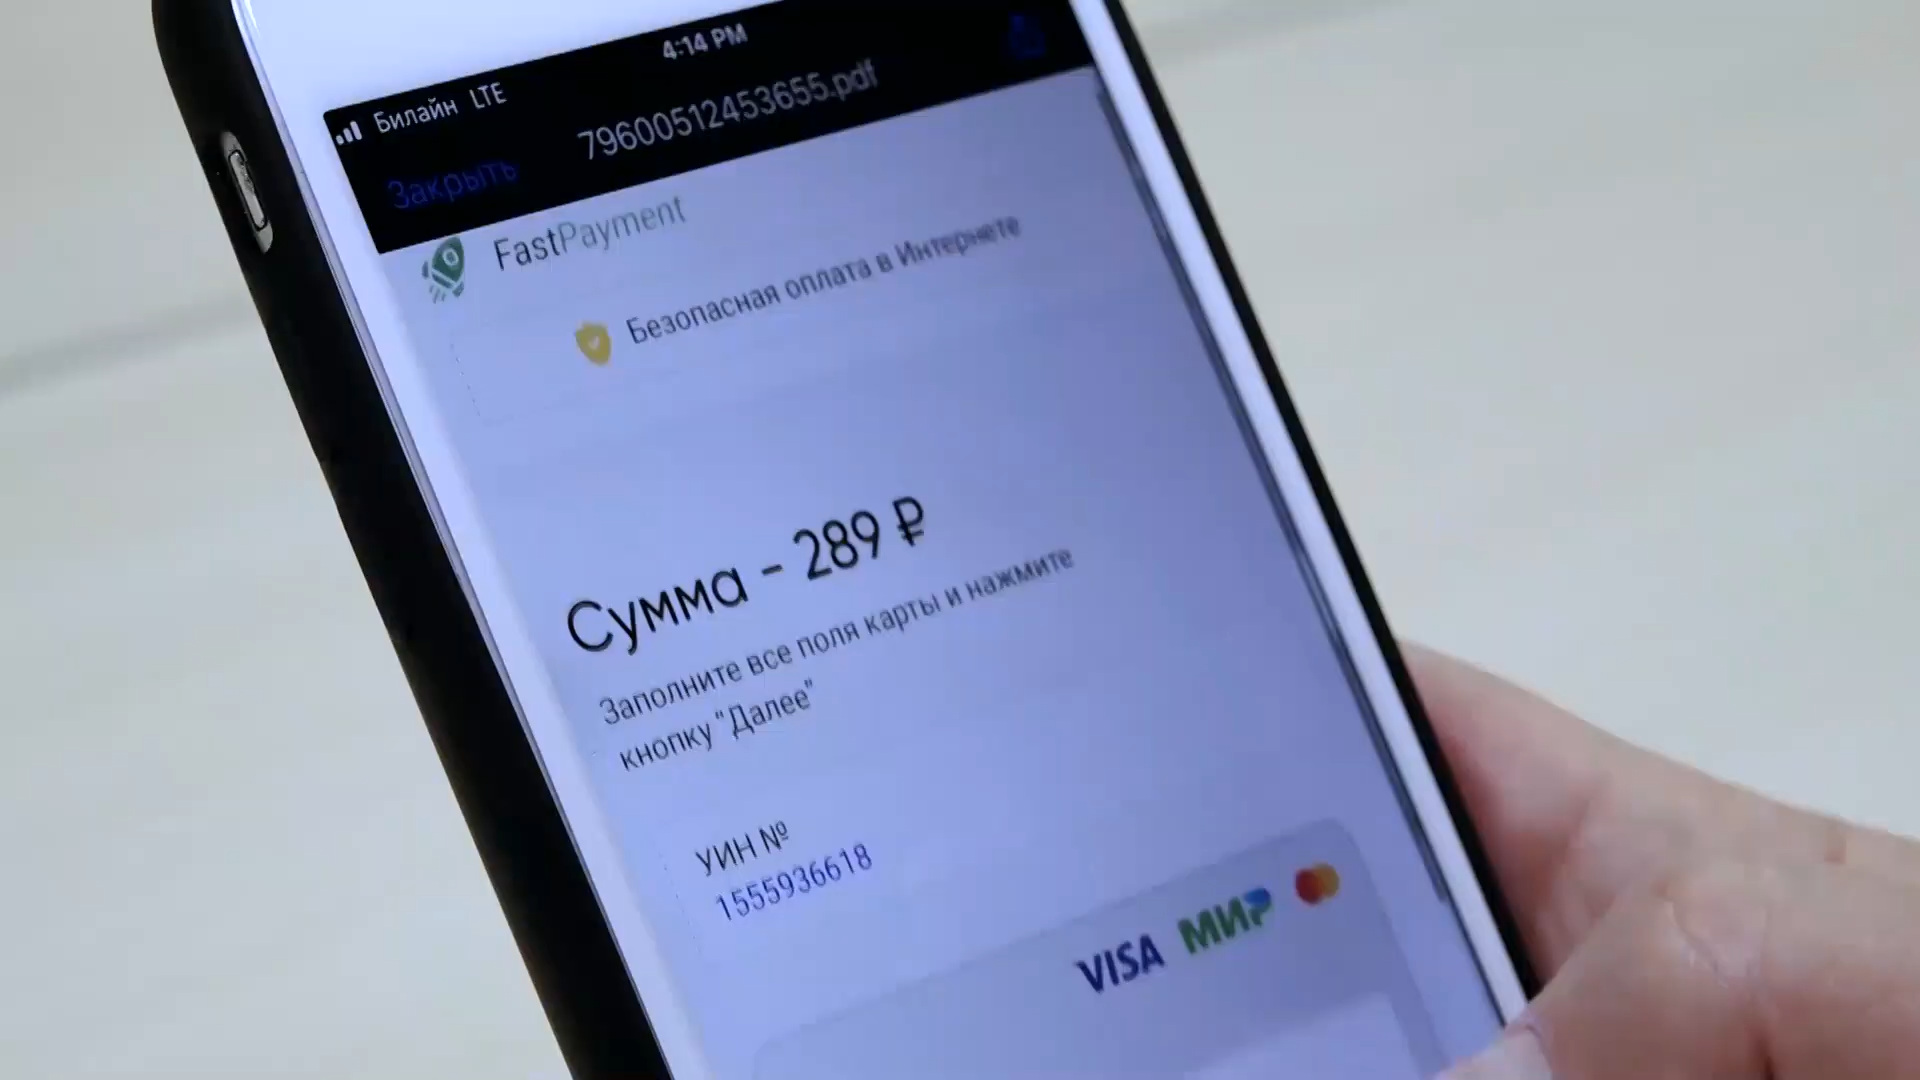 Билайн LTE 4:14 PM
Закрыть 79600512453655.pdf
FastPayment
Безопасная оплата в Интернете
Сумма - 289 ₽
Заполните все поля карты и нажмите
кнопку "Далее"
УИН №
1555936618
VISA МИР